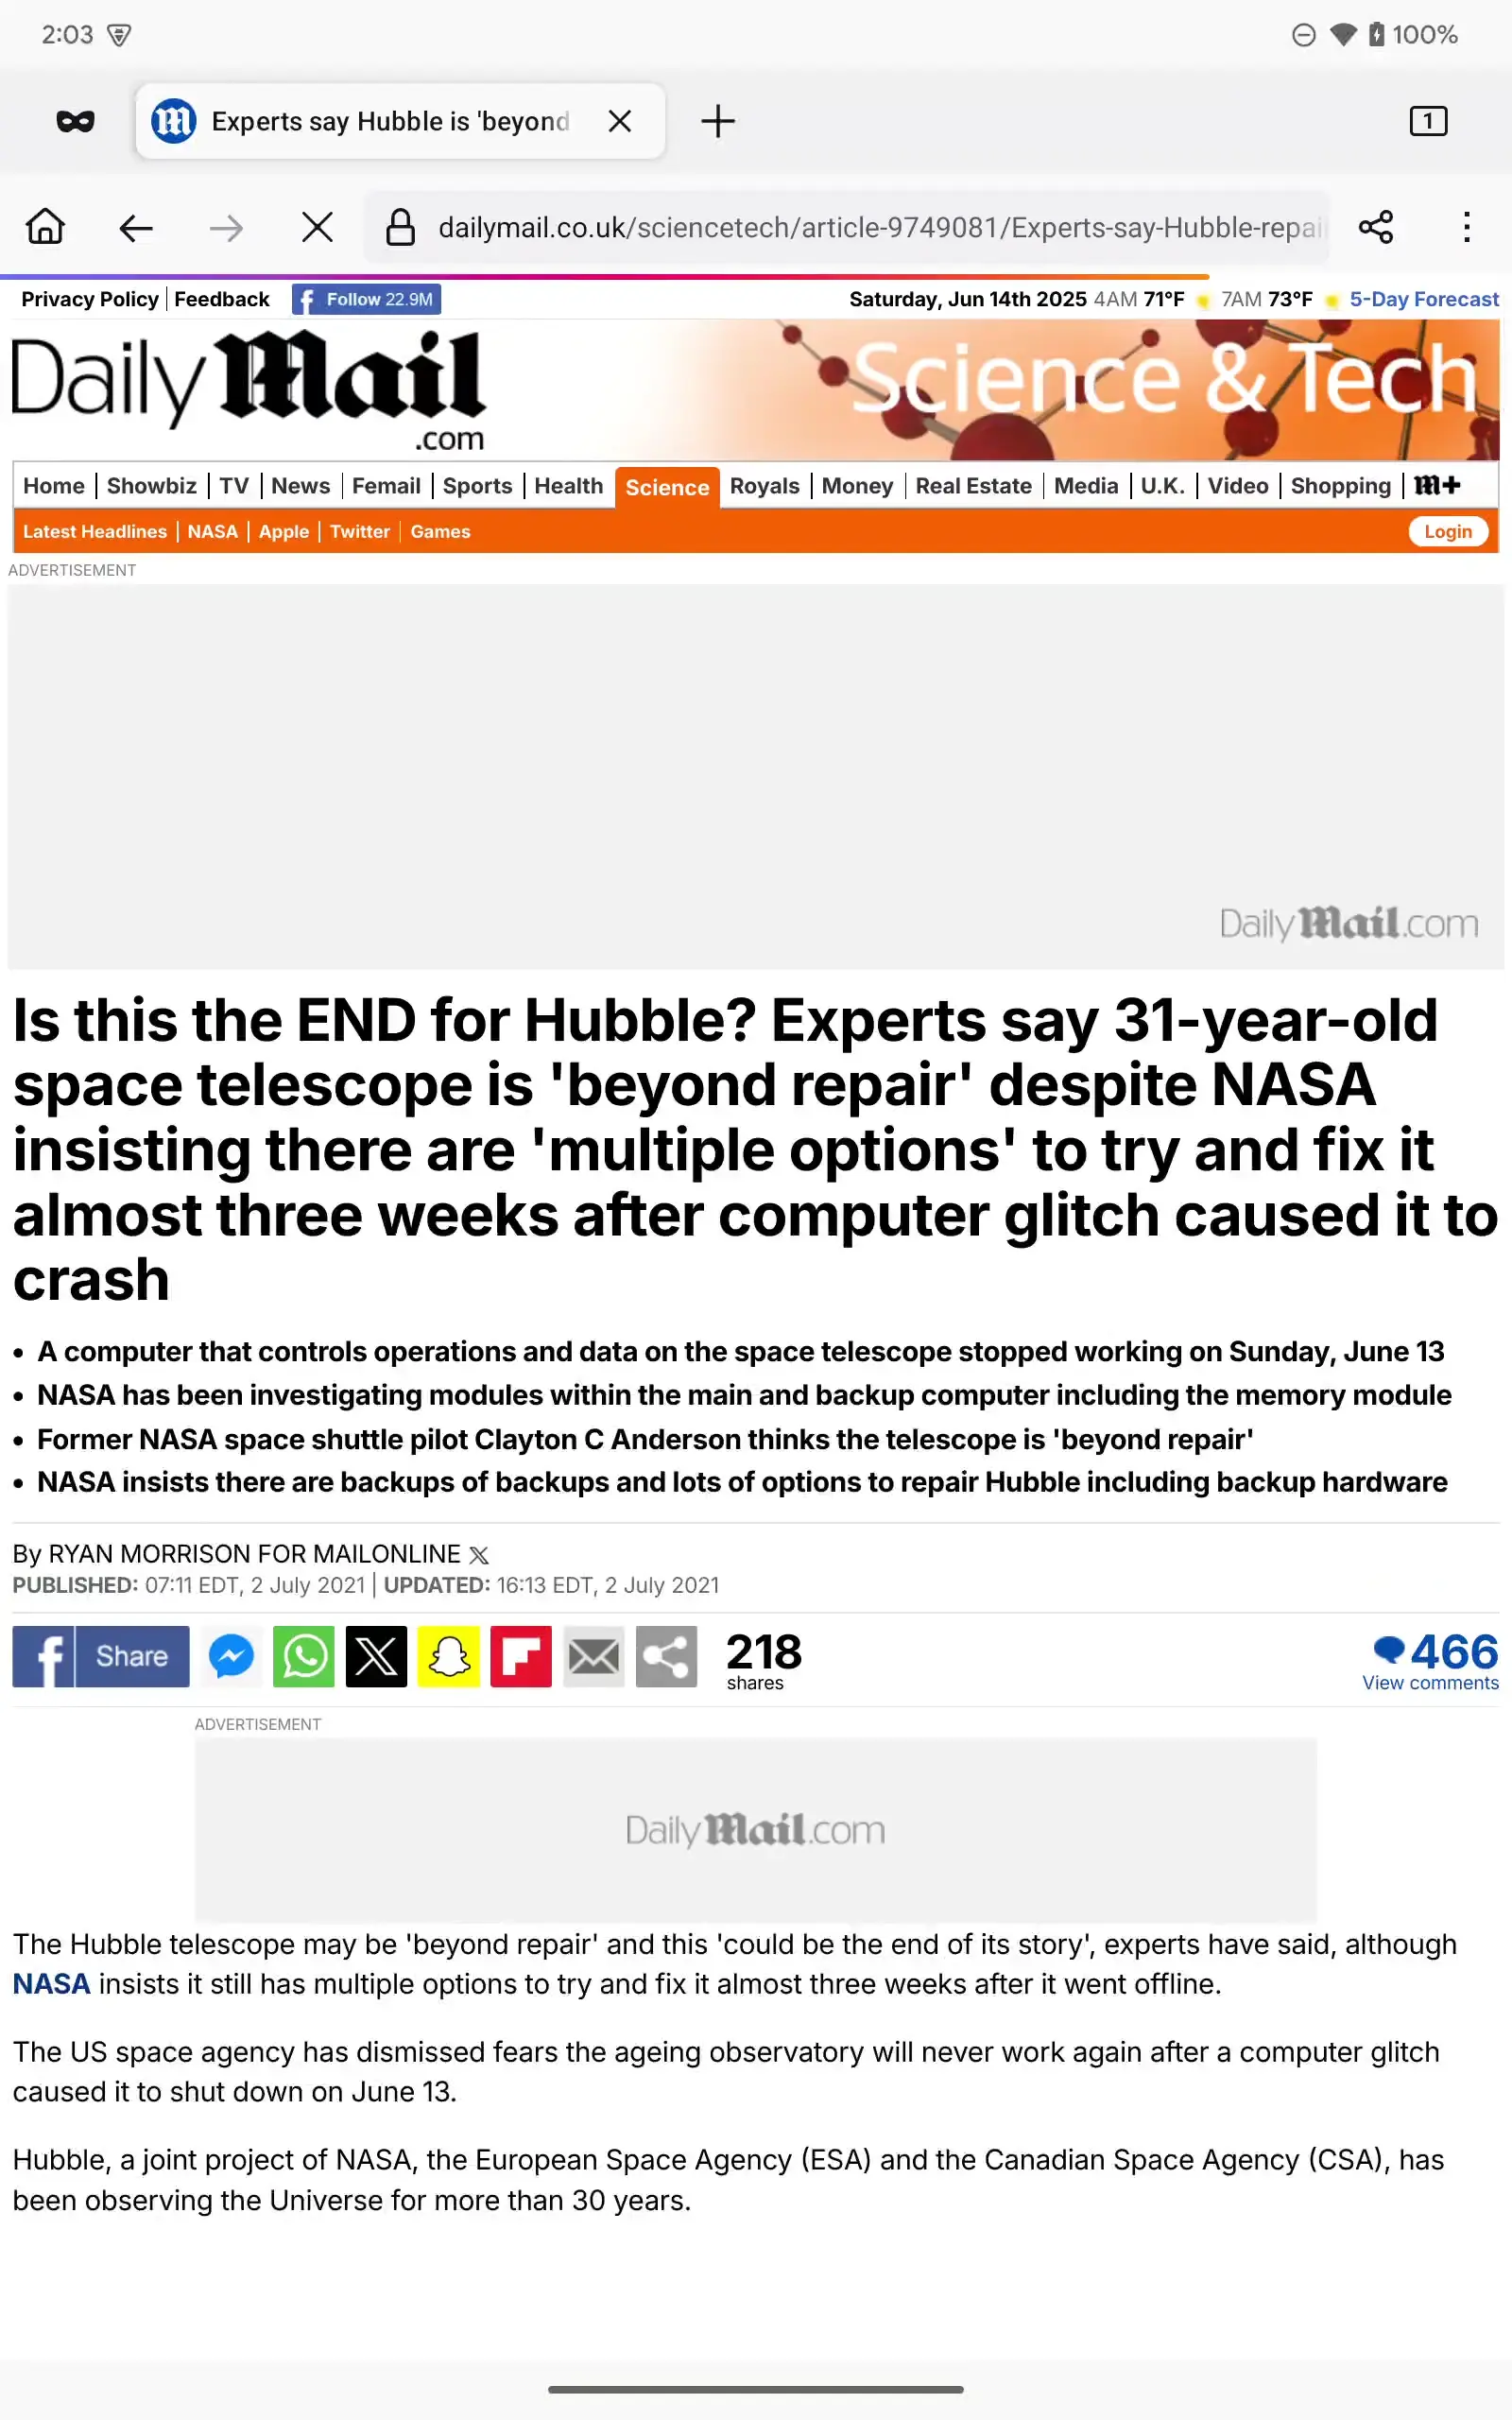 2:03
100%
Experts say Hubble is 'beyond
1
dailymail.co.uk/sciencetech/article-9749081/Experts-say-Hubble-repai
Privacy Policy | Feedback
f Follow 22.9M
Saturday, Jun 14th 2025 4AM 71°F 7AM 73°F 5-Day Forecast
Daily Mail
.com
Science & Tech
Home | Showbiz | TV | News | Femail | Sports | Health | Science | Royals | Money | Real Estate | Media | U.K. | Video | Shopping | m+
Latest Headlines | NASA | Apple | Twitter | Games
Login
ADVERTISEMENT
Daily Mail.com
Is this the END for Hubble? Experts say 31-year-old
space telescope is 'beyond repair' despite NASA
insisting there are 'multiple options' to try and fix it
almost three weeks after computer glitch caused it to
crash
• A computer that controls operations and data on the space telescope stopped working on Sunday, June 13
• NASA has been investigating modules within the main and backup computer including the memory module
• Former NASA space shuttle pilot Clayton C Anderson thinks the telescope is 'beyond repair'
• NASA insists there are backups of backups and lots of options to repair Hubble including backup hardware
By RYAN MORRISON FOR MAILONLINE
PUBLISHED: 07:11 EDT, 2 July 2021 | UPDATED: 16:13 EDT, 2 July 2021
f Share
218
shares
466
View comments
ADVERTISEMENT
Daily Mail.com
The Hubble telescope may be 'beyond repair' and this 'could be the end of its story', experts have said, although
NASA insists it still has multiple options to try and fix it almost three weeks after it went offline.
The US space agency has dismissed fears the ageing observatory will never work again after a computer glitch
caused it to shut down on June 13.
Hubble, a joint project of NASA, the European Space Agency (ESA) and the Canadian Space Agency (CSA), has
been observing the Universe for more than 30 years.